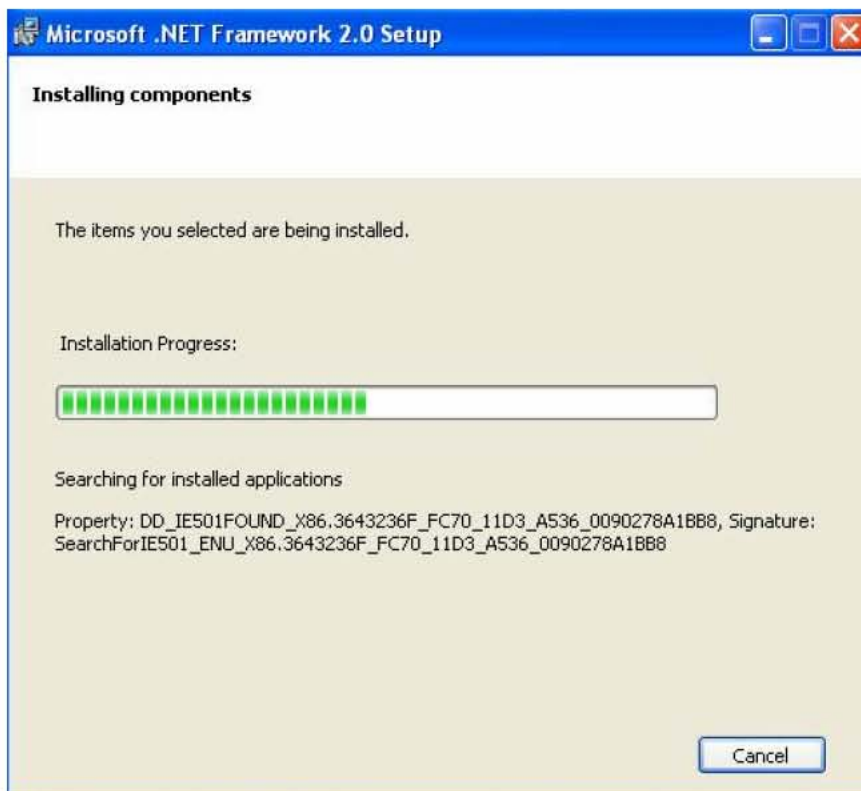 Microsoft .NET Framework 2.0 Setup
Installing components
The items you selected are being installed.
Installation Progress:
Searching for installed applications
Property: DD_IE501FOUND_X86.3643236F_FC70_11D3_A536_0090278A1BB8, Signature:
SearchForIE501_ENU_X86.3643236F_FC70_11D3_A536_0090278A1BB8
Cancel